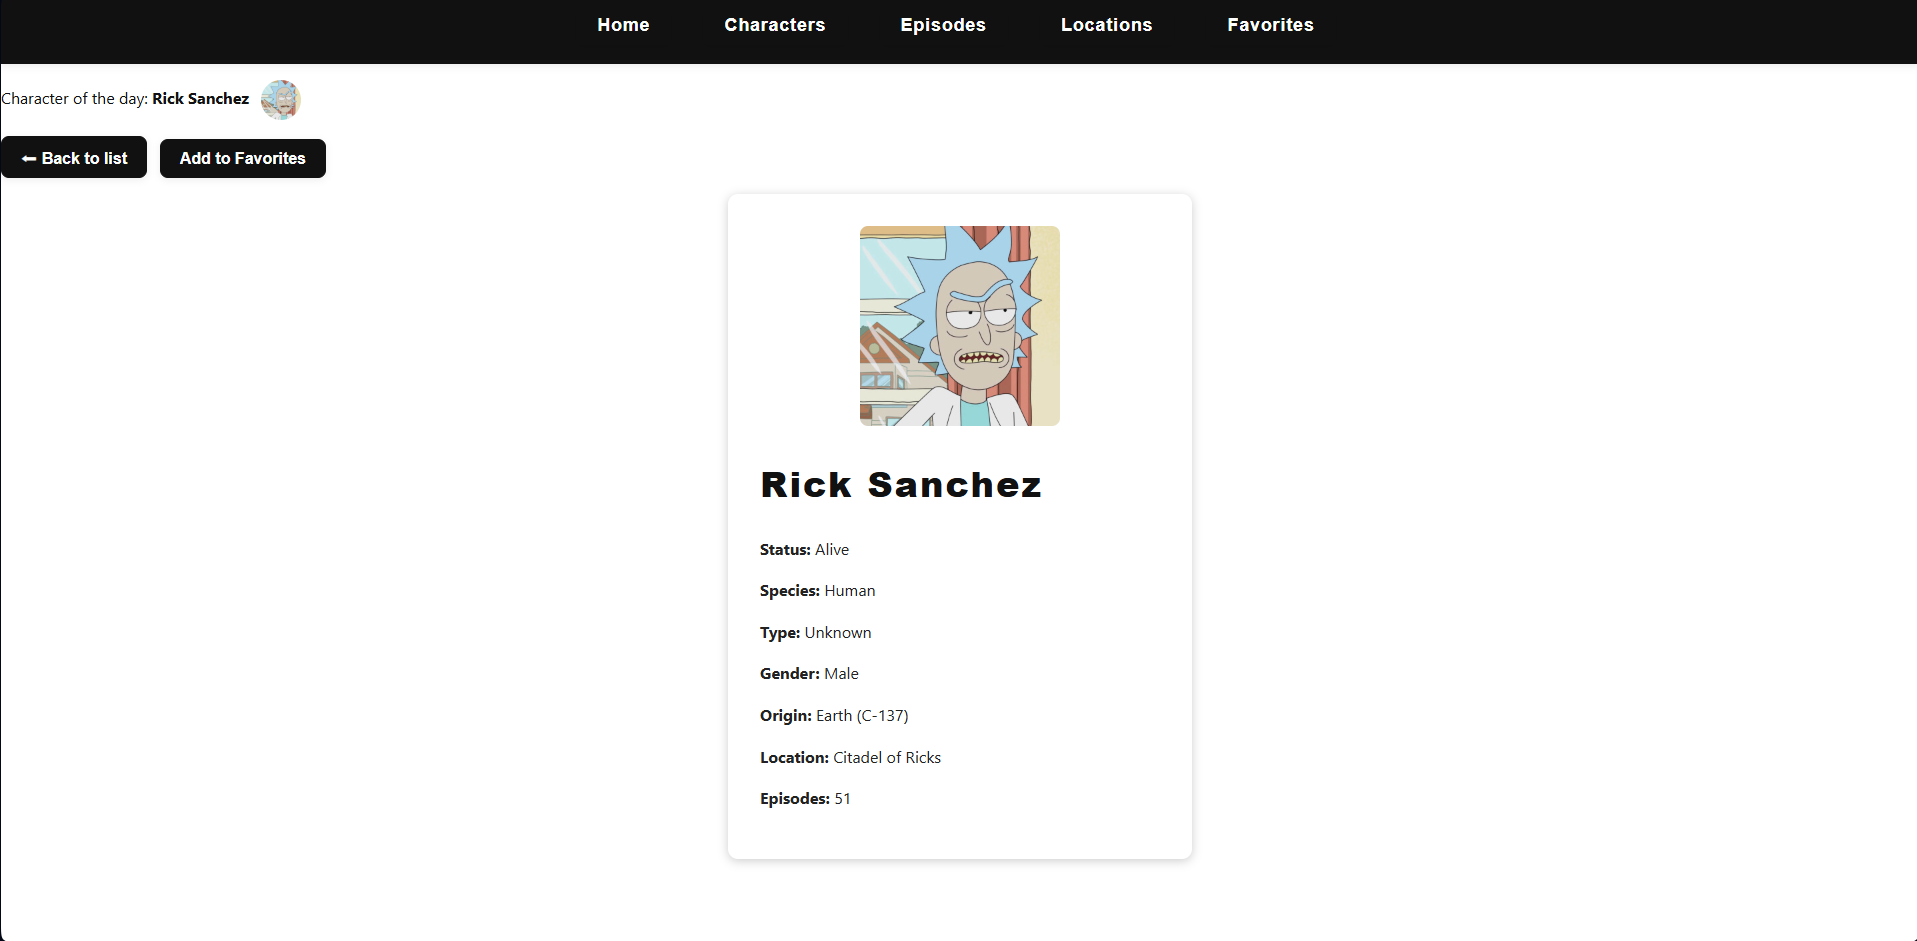 Home Characters Episodes Locations Favorites
Character of the day: Rick Sanchez
⬅ Back to list Add to Favorites
Rick Sanchez
Status: Alive
Species: Human
Type: Unknown
Gender: Male
Origin: Earth (C-137)
Location: Citadel of Ricks
Episodes: 51